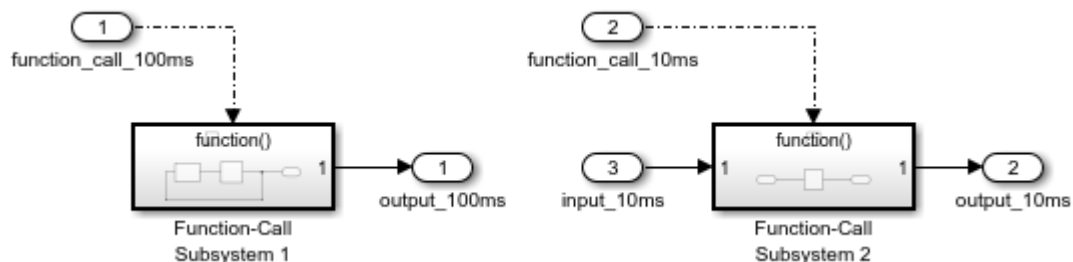 1
function_call_100ms
function()
1
1
output_100ms
Function-Call
Subsystem 1
2
function_call_10ms
3
input_10ms
function()
1
1
2
output_10ms
Function-Call
Subsystem 2